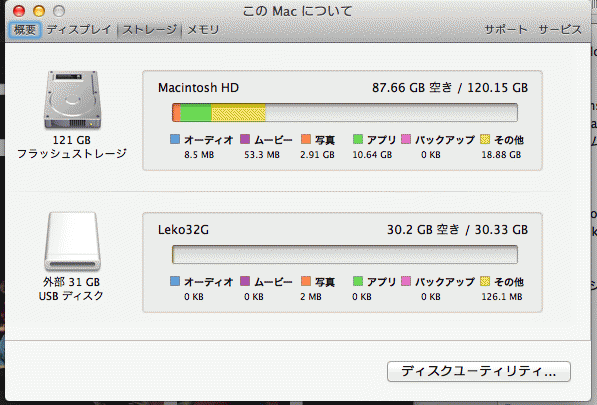 この Mac について
概要 ディスプレイ ストレージ メモリ サポート サービス
Macintosh HD 87.66 GB 空き / 120.15 GB
121 GB
フラッシュストレージ
オーディオ ムービー 写真 アプリ バックアップ その他
8.5 MB 53.3 MB 2.91 GB 10.64 GB 0 KB 18.88 GB
Leko32G 30.2 GB 空き / 30.33 GB
外部 31 GB
USB ディスク
オーディオ ムービー 写真 アプリ バックアップ その他
0 KB 0 KB 2 MB 0 KB 0 KB 126.1 MB
ディスクユーティリティ...